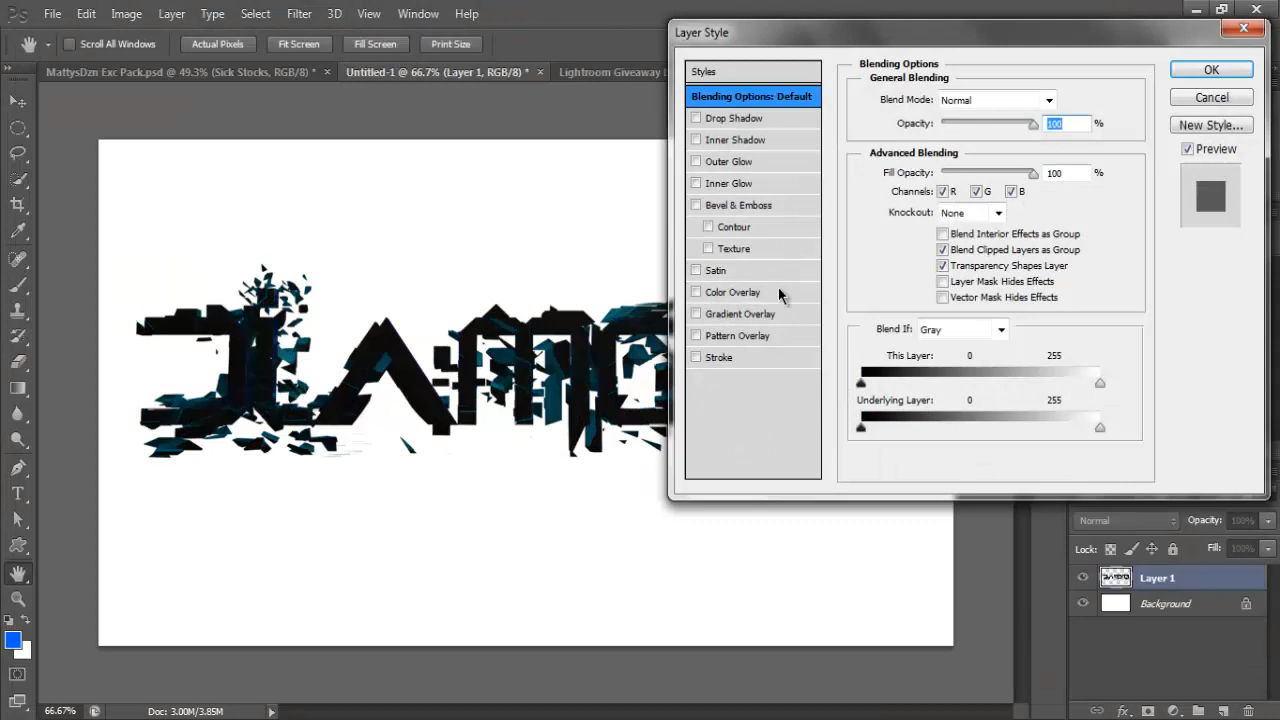 Ps File Edit Image Layer Type Select Filter 3D View Window Help
Scroll All Windows Actual Pixels Fit Screen Fill Screen Print Size
MattysDzn Exc Pack.psd @ 49.3% (Sick Stocks, RGB/8) * × Untitled-1 @ 66.7% (Layer 1, RGB/8) * × Lightroom Giveaway
Layer Style
Styles
Blending Options: Default
Drop Shadow
Inner Shadow
Outer Glow
Inner Glow
Bevel & Emboss
Contour
Texture
Satin
Color Overlay
Gradient Overlay
Pattern Overlay
Stroke
Blending Options
General Blending
Blend Mode: Normal
Opacity: 100 %
Advanced Blending
Fill Opacity: 100 %
Channels: R G B
Knockout: None
Blend Interior Effects as Group
Blend Clipped Layers as Group
Transparency Shapes Layer
Layer Mask Hides Effects
Vector Mask Hides Effects
Blend If: Gray
This Layer: 0 255
Underlying Layer: 0 255
OK
Cancel
New Style...
Preview
Normal Opacity: 100%
Lock: Fill: 100%
Layer 1
Background
66.67% Doc: 3.00M/3.85M